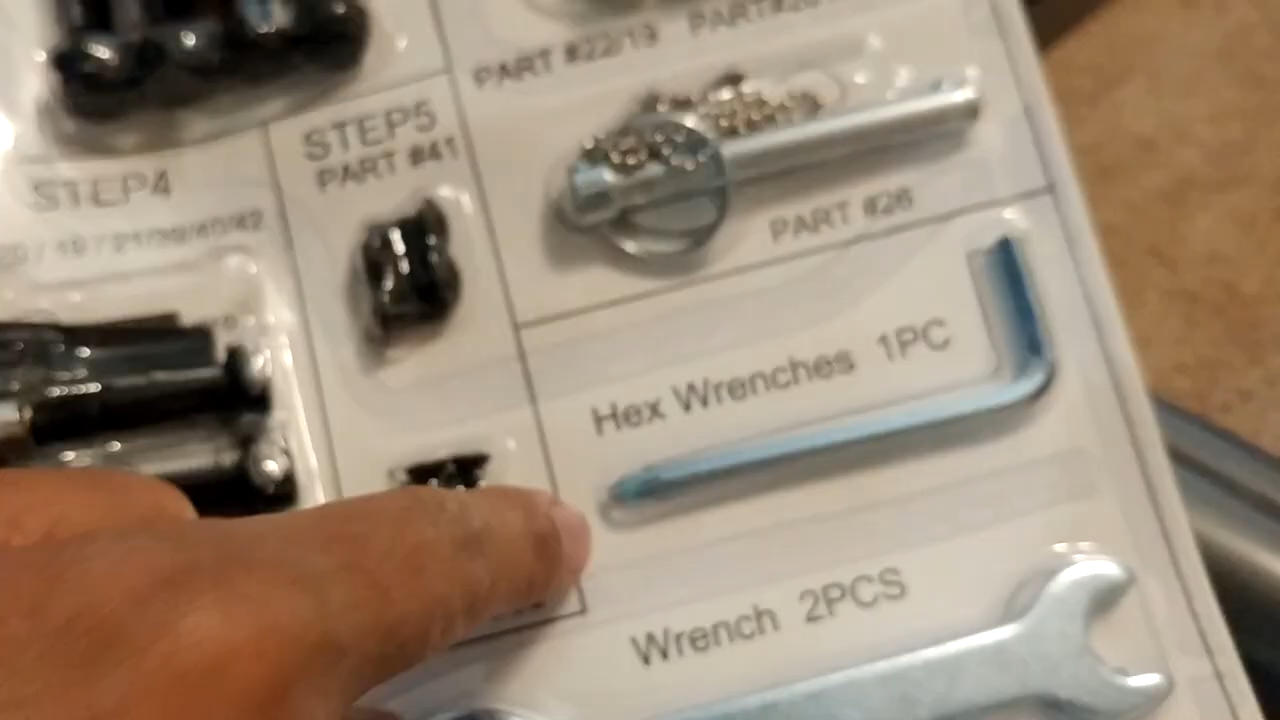 PART #22/19
STEP5
PART #41
STEP4
PART #26
Hex Wrenches 1PC
Wrench 2PCS